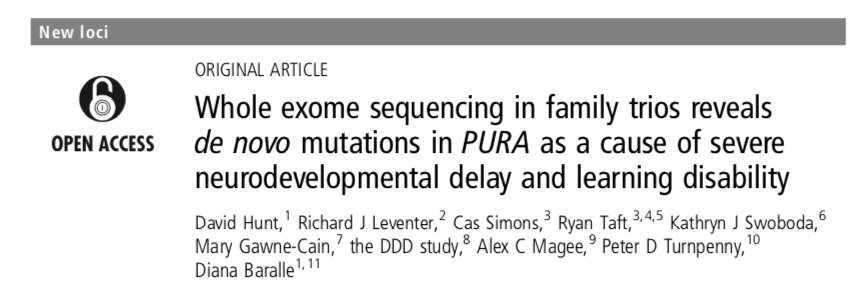 New loci
OPEN ACCESS
ORIGINAL ARTICLE
Whole exome sequencing in family trios reveals
de novo mutations in PURA as a cause of severe
neurodevelopmental delay and learning disability
David Hunt,1 Richard J Leventer,2 Cas Simons,3 Ryan Taft,3,4,5 Kathryn J Swoboda,6
Mary Gawne-Cain,7 the DDD study,8 Alex C Magee,9 Peter D Turnpenny,10
Diana Baralle1,11